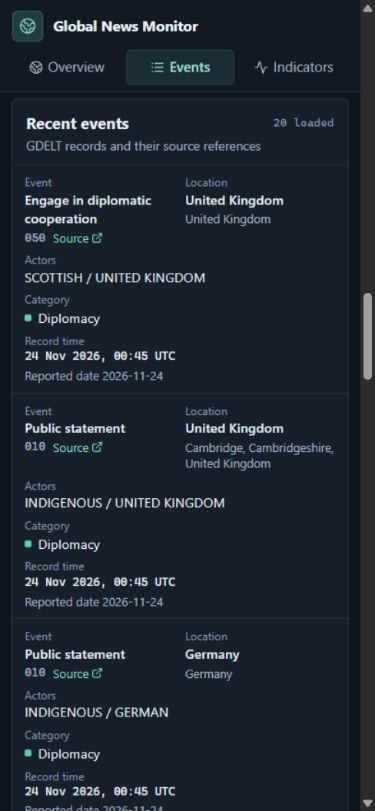 Global News Monitor
Overview
Events
Indicators
Recent events
20 loaded
GDELT records and their source references
Event
Engage in diplomatic
cooperation
050 Source
Location
United Kingdom
United Kingdom
Actors
SCOTTISH / UNITED KINGDOM
Category
Diplomacy
Record time
24 Nov 2026, 00:45 UTC
Reported date 2026-11-24
Event
Public statement
010 Source
Location
United Kingdom
Cambridge, Cambridgeshire,
United Kingdom
Actors
INDIGENOUS / UNITED KINGDOM
Category
Diplomacy
Record time
24 Nov 2026, 00:45 UTC
Reported date 2026-11-24
Event
Public statement
010 Source
Location
Germany
Germany
Actors
INDIGENOUS / GERMAN
Category
Diplomacy
Record time
24 Nov 2026, 00:45 UTC
Reported date 2026-11-24